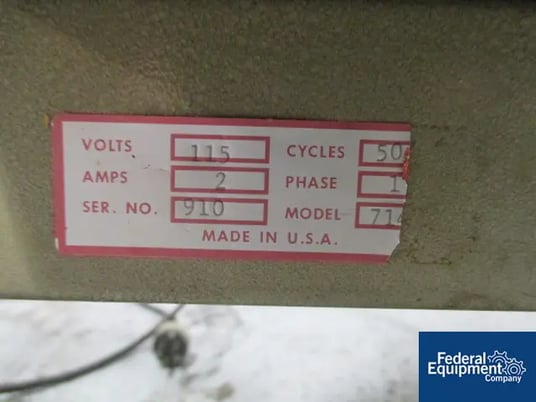 VOLTS 115 CYCLES 50
AMPS 2 PHASE 1
SER. NO. 910 MODEL 714
MADE IN U.S.A.
Federal
Equipment
Company